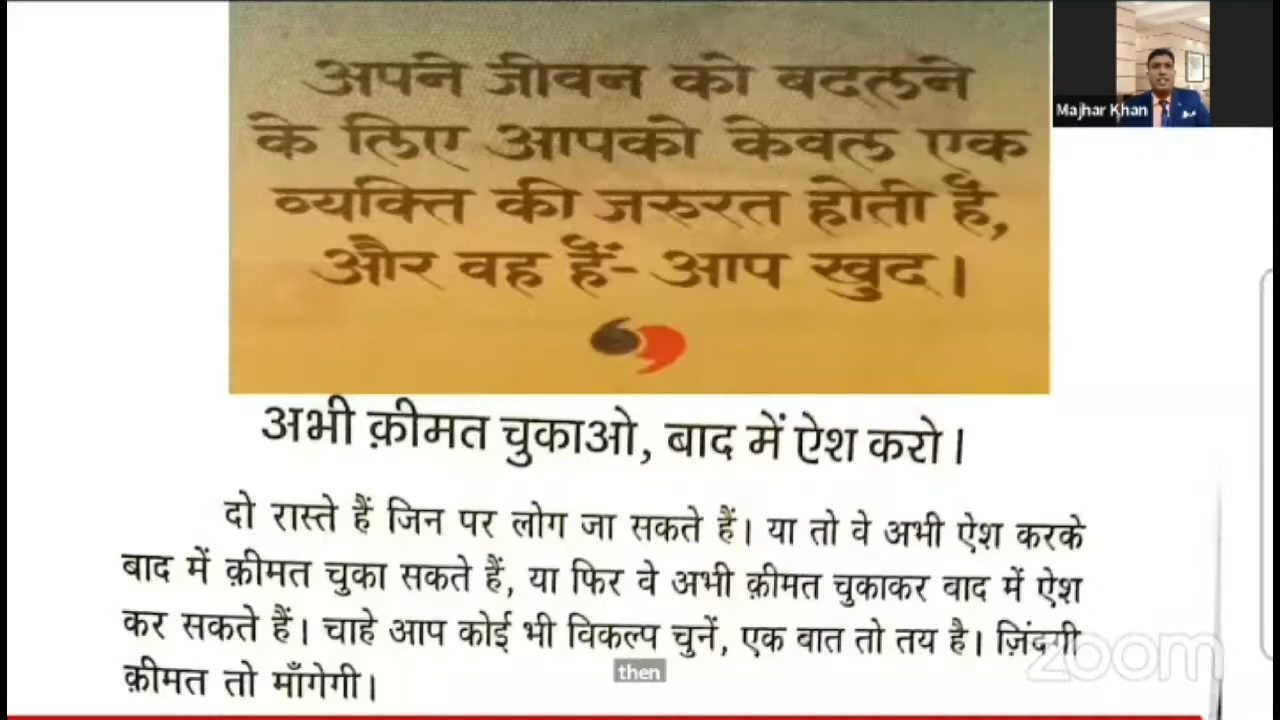 अपने जीवन को बदलने
के लिए आपको केवल एक
व्यक्ति की जरुरत होती है,
और वह हैं- आप खुद।
Majhar Khan
अभी क़ीमत चुकाओ, बाद में ऐश करो।
दो रास्ते हैं जिन पर लोग जा सकते हैं। या तो वे अभी ऐश करके
बाद में क़ीमत चुका सकते हैं, या फिर वे अभी क़ीमत चुकाकर बाद में ऐश
कर सकते हैं। चाहे आप कोई भी विकल्प चुनें, एक बात तो तय है। ज़िंदगी
क़ीमत तो माँगेगी।
then
zoom